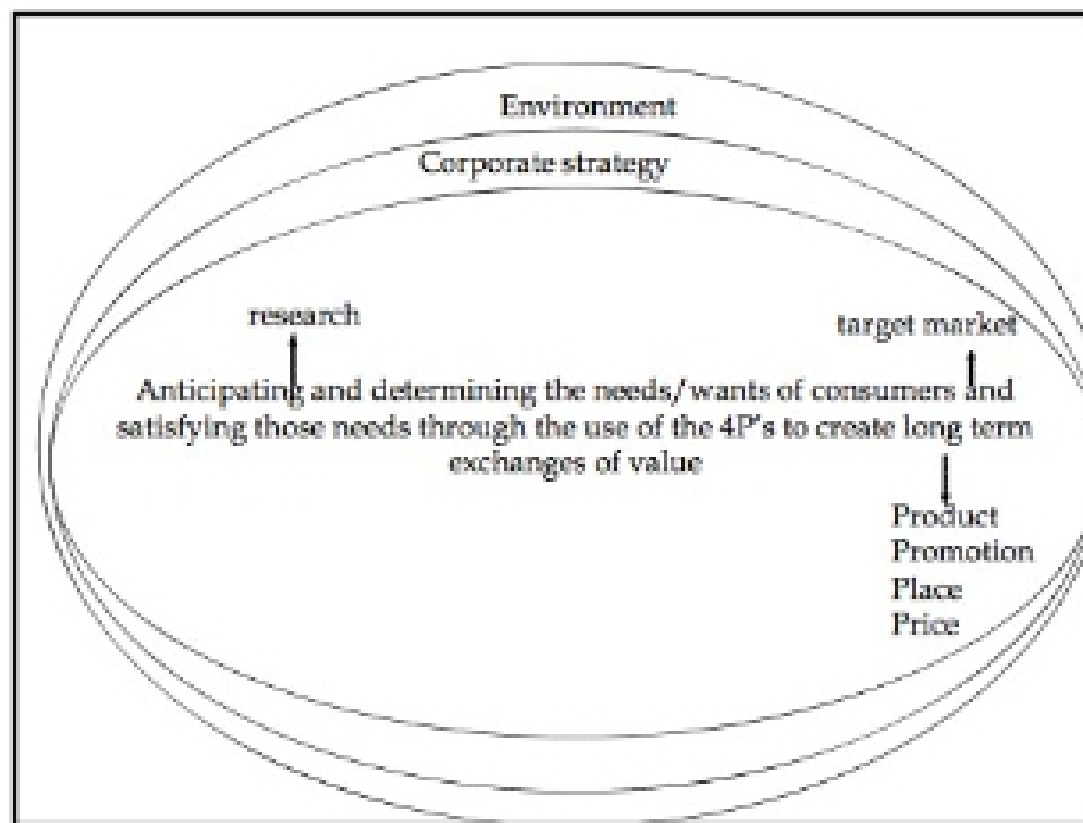 Environment
Corporate strategy
research
target market
Anticipating and determining the needs/wants of consumers and
satisfying those needs through the use of the 4P's to create long term
exchanges of value
Product
Promotion
Place
Price